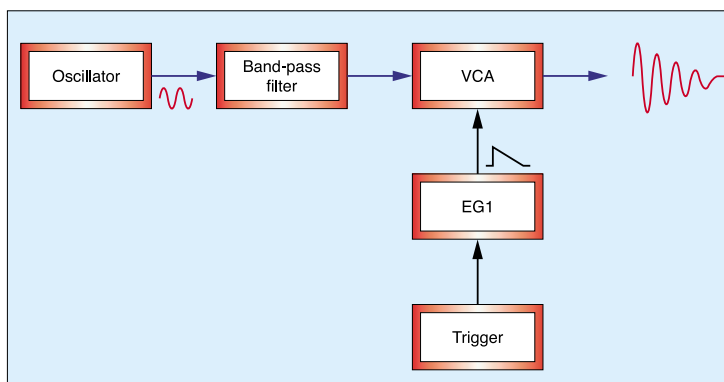 Oscillator
Band-pass
filter
VCA
EG1
Trigger